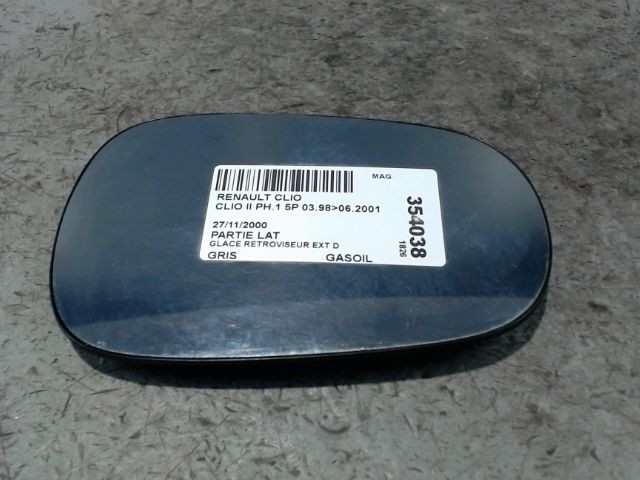 MAG
RENAULT CLIO
CLIO II PH.1 5P 03.98>06.2001
27/11/2000
PARTIE LAT
GLACE RETROVISEUR EXT D
GRIS GASOIL
354038
1826